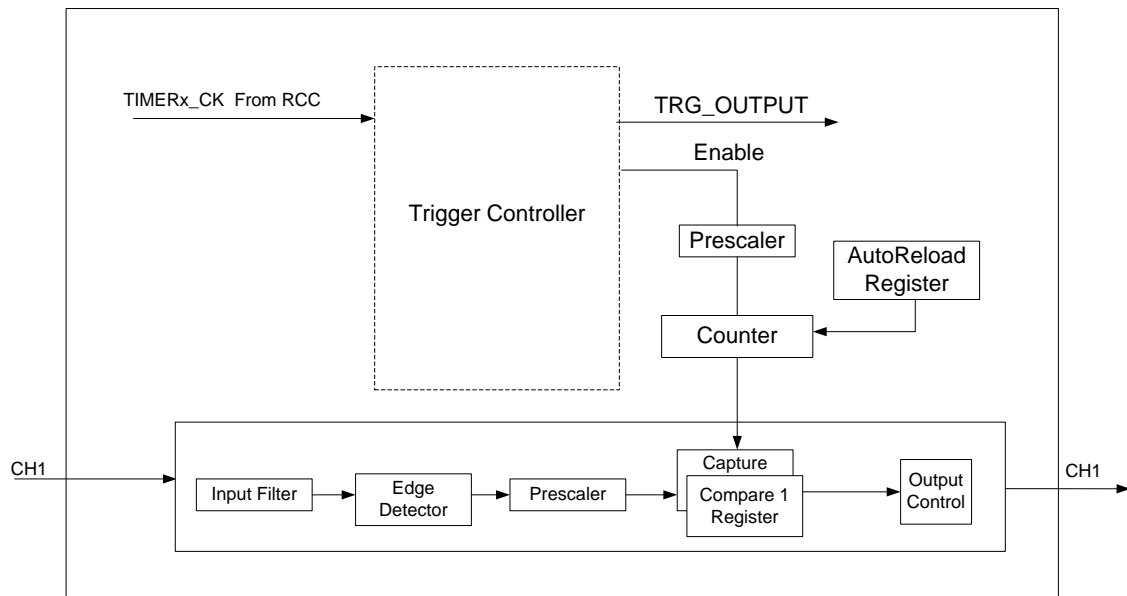 TIMERx_CK From RCC
TRG_OUTPUT
Enable
Trigger Controller
Prescaler
AutoReload
Register
Counter
CH1
Input Filter
Edge
Detector
Prescaler
Capture
Compare 1
Register
Output
Control
CH1